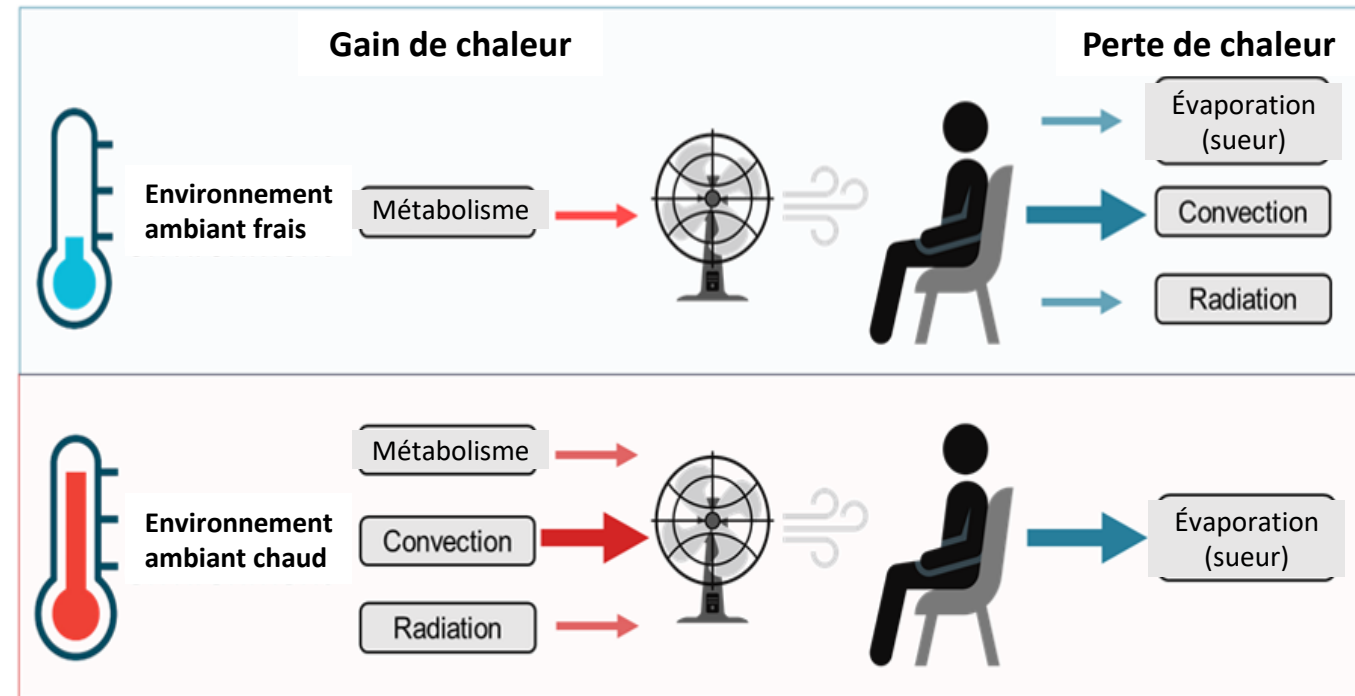 Gain de chaleur
Perte de chaleur
Environnement
ambiant frais
Métabolisme
Évaporation
(sueur)
Convection
Radiation
Environnement
ambiant chaud
Métabolisme
Convection
Radiation
Évaporation
(sueur)